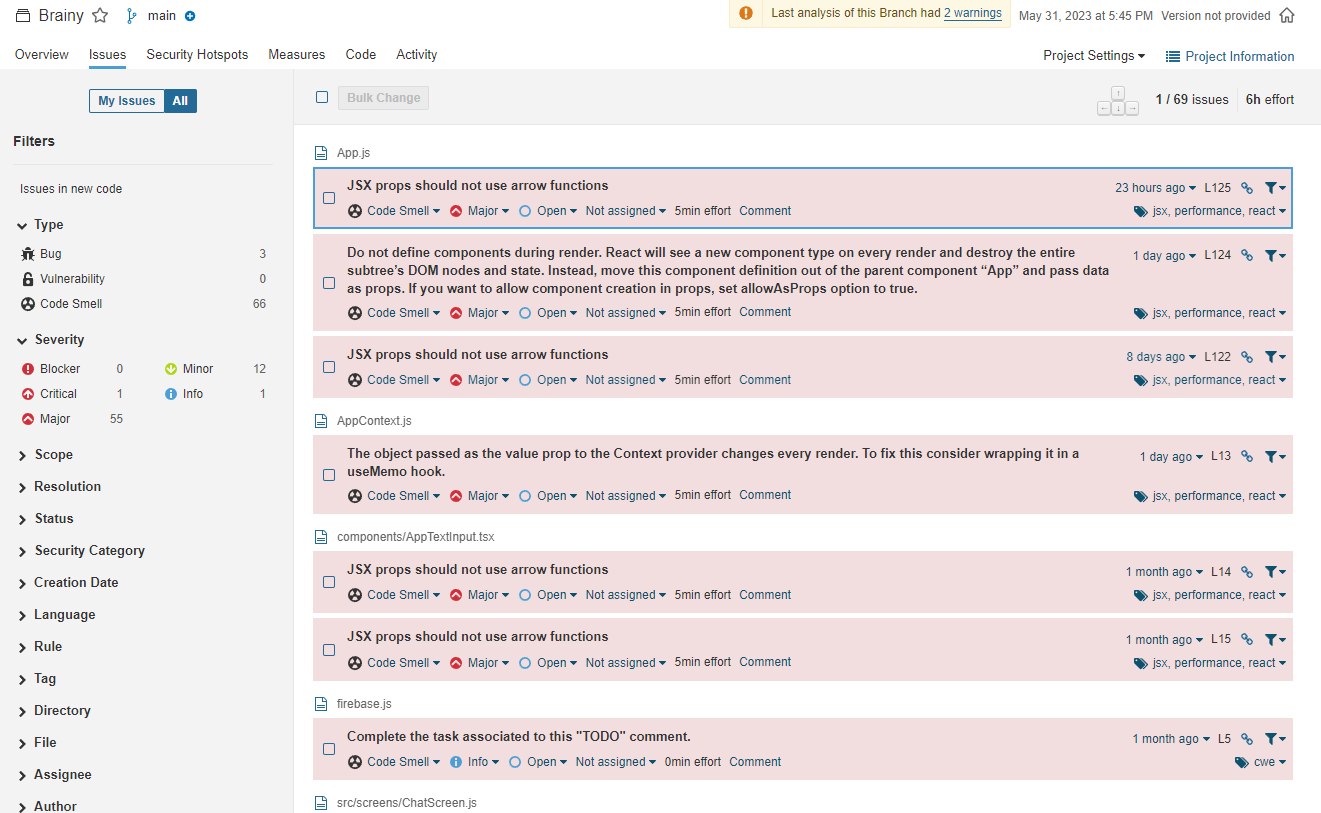 Brainy main
Last analysis of this Branch had 2 warnings
May 31, 2023 at 5:45 PM Version not provided
Overview Issues Security Hotspots Measures Code Activity
Project Settings Project Information
My Issues All
Filters
Issues in new code
Type
Bug 3
Vulnerability 0
Code Smell 66
Severity
Blocker 0 Minor 12
Critical 1 Info 1
Major 55
Scope
Resolution
Status
Security Category
Creation Date
Language
Rule
Tag
Directory
File
Assignee
Author
Bulk Change
1 / 69 issues 6h effort
App.js
JSX props should not use arrow functions
23 hours ago L125
Code Smell Major Open Not assigned 5min effort Comment
jsx, performance, react
Do not define components during render. React will see a new component type on every render and destroy the entire
subtree’s DOM nodes and state. Instead, move this component definition out of the parent component “App” and pass data
as props. If you want to allow component creation in props, set allowAsProps option to true.
1 day ago L124
Code Smell Major Open Not assigned 5min effort Comment
jsx, performance, react
JSX props should not use arrow functions
8 days ago L122
Code Smell Major Open Not assigned 5min effort Comment
jsx, performance, react
AppContext.js
The object passed as the value prop to the Context provider changes every render. To fix this consider wrapping it in a
useMemo hook.
1 day ago L13
Code Smell Major Open Not assigned 5min effort Comment
jsx, performance, react
components/AppTextInput.tsx
JSX props should not use arrow functions
1 month ago L14
Code Smell Major Open Not assigned 5min effort Comment
jsx, performance, react
JSX props should not use arrow functions
1 month ago L15
Code Smell Major Open Not assigned 5min effort Comment
jsx, performance, react
firebase.js
Complete the task associated to this "TODO" comment.
1 month ago L5
Code Smell Info Open Not assigned 0min effort Comment
cwe
src/screens/ChatScreen.js